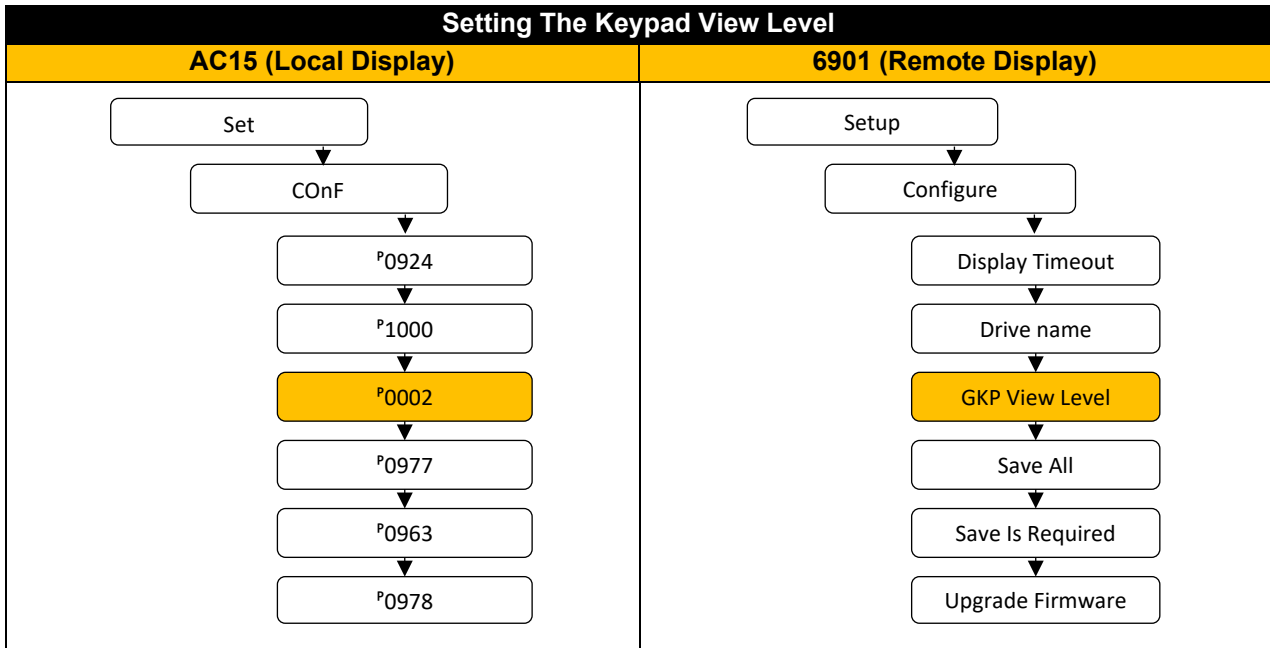 Setting The Keypad View Level
AC15 (Local Display)
6901 (Remote Display)
Set
COnF
ᴾ0924
ᴾ1000
ᴾ0002
ᴾ0977
ᴾ0963
ᴾ0978
Setup
Configure
Display Timeout
Drive name
GKP View Level
Save All
Save Is Required
Upgrade Firmware